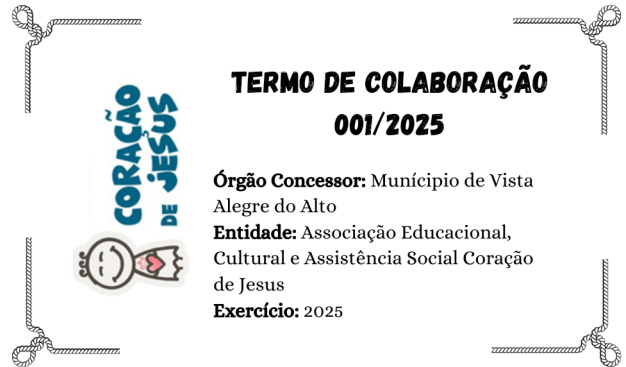 TERMO DE COLABORAÇÃO
001/2025
CORAÇÃO
DE JESUS
Órgão Concessor: Munícipio de Vista
Alegre do Alto
Entidade: Associação Educacional,
Cultural e Assistência Social Coração
de Jesus
Exercício: 2025